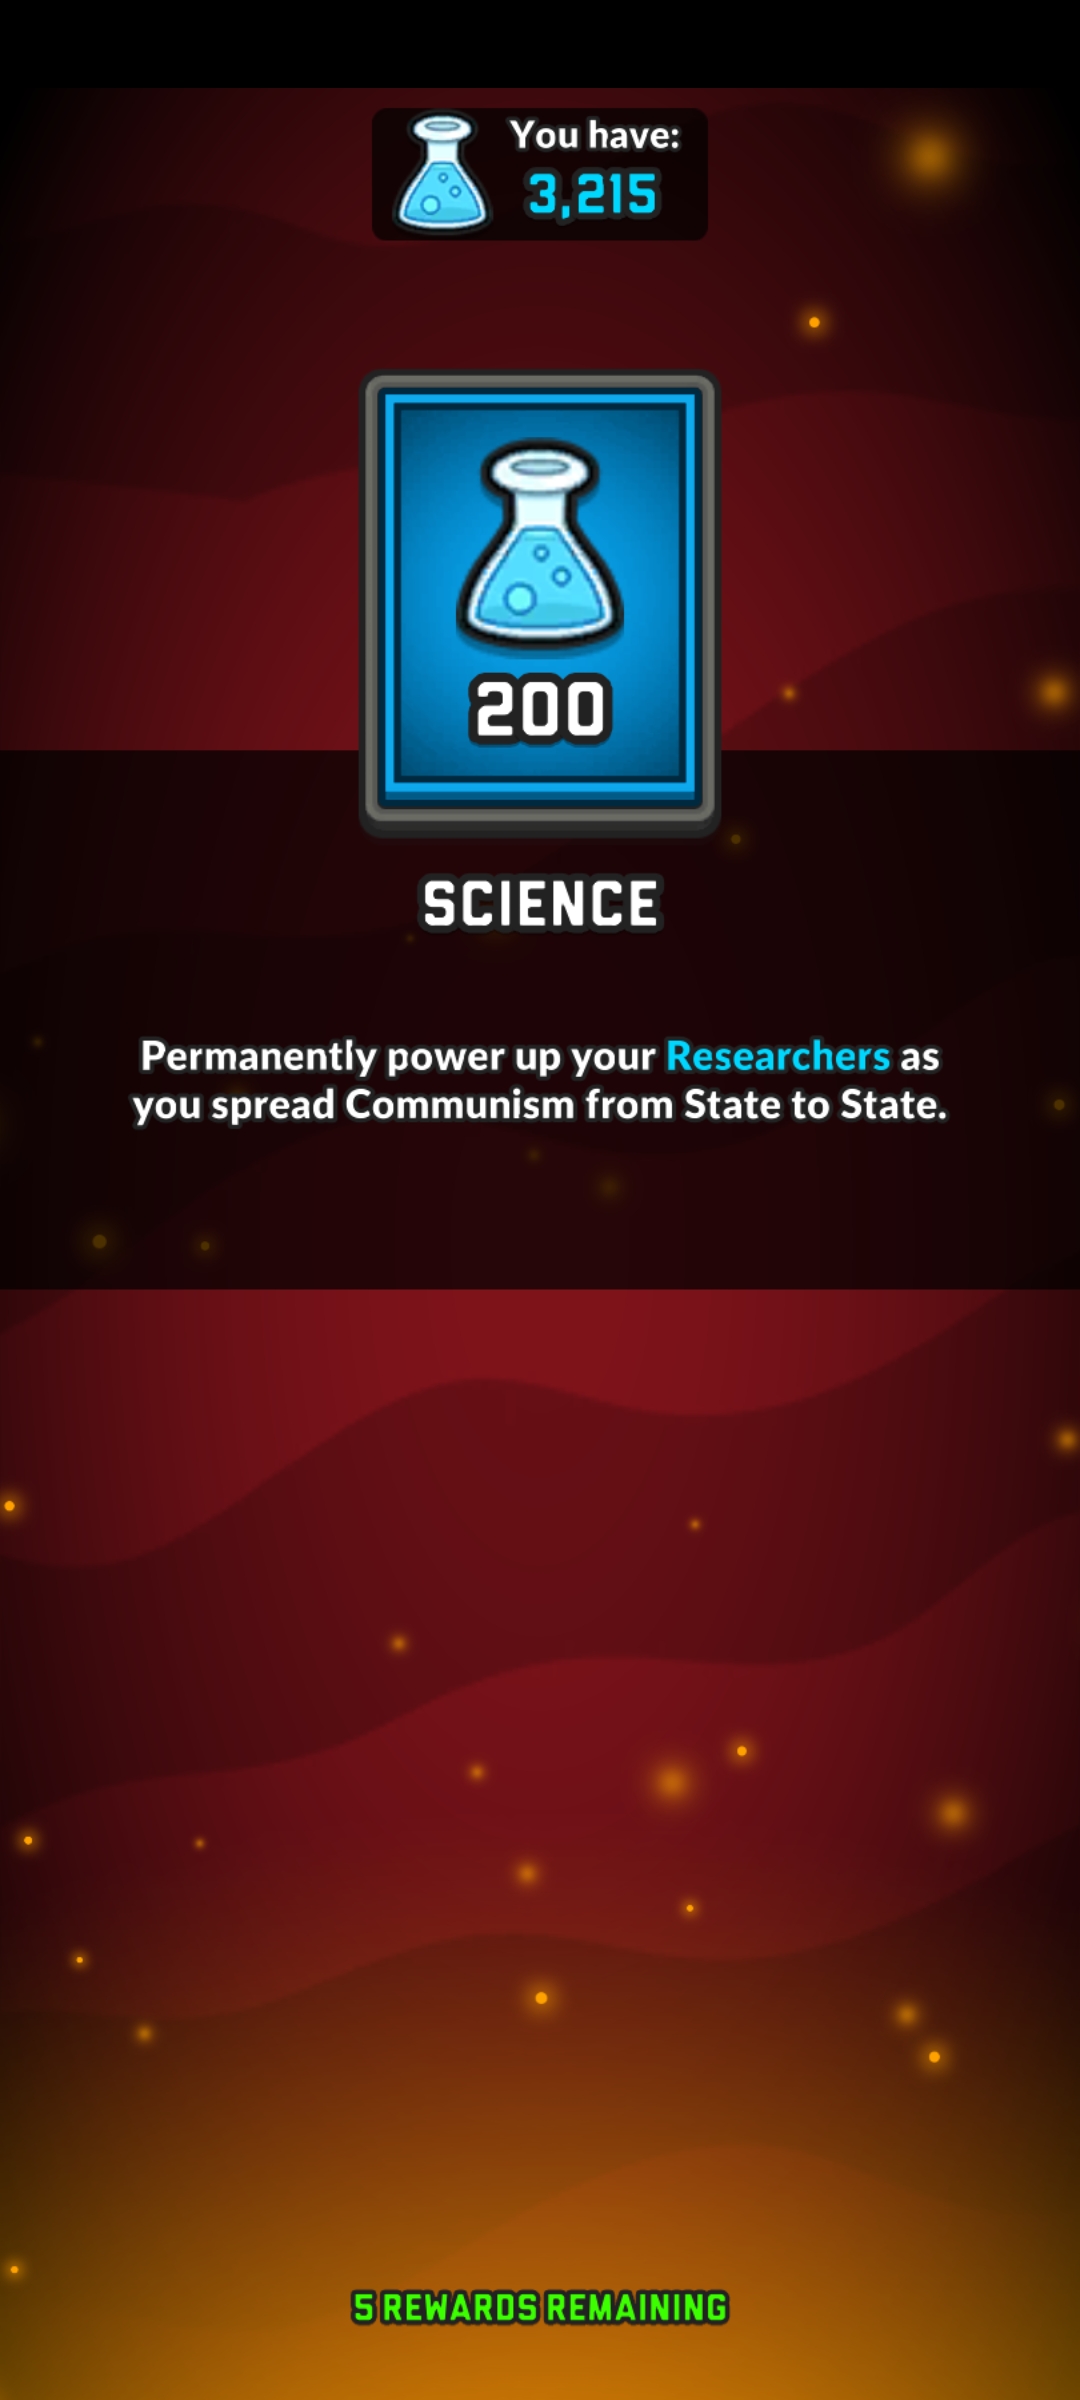 You have:
3,215
200
SCIENCE
Permanently power up your Researchers as
you spread Communism from State to State.
5 REWARDS REMAINING